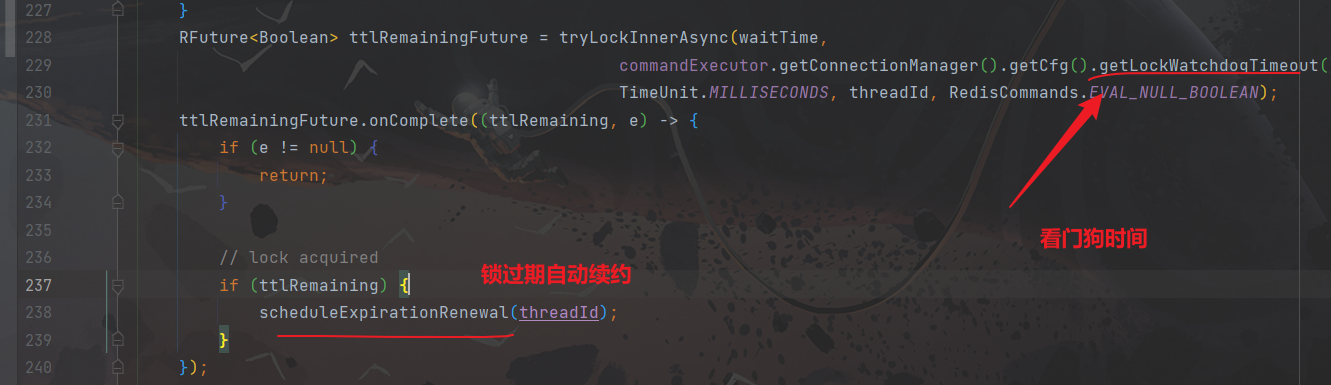 227 }
228 RFuture<Boolean> ttlRemainingFuture = tryLockInnerAsync(waitTime,
229 commandExecutor.getConnectionManager().getCfg().getLockWatchdogTimeout(
230 TimeUnit.MILLISECONDS, threadId, RedisCommands.EVAL_NULL_BOOLEAN);
231 ttlRemainingFuture.onComplete((ttlRemaining, e) -> {
232 if (e != null) {
233 return;
234 }
235
看门狗时间
236 // lock acquired
锁过期自动续约
237 if (ttlRemaining) {
238 scheduleExpirationRenewal(threadId);
239 }
240 });